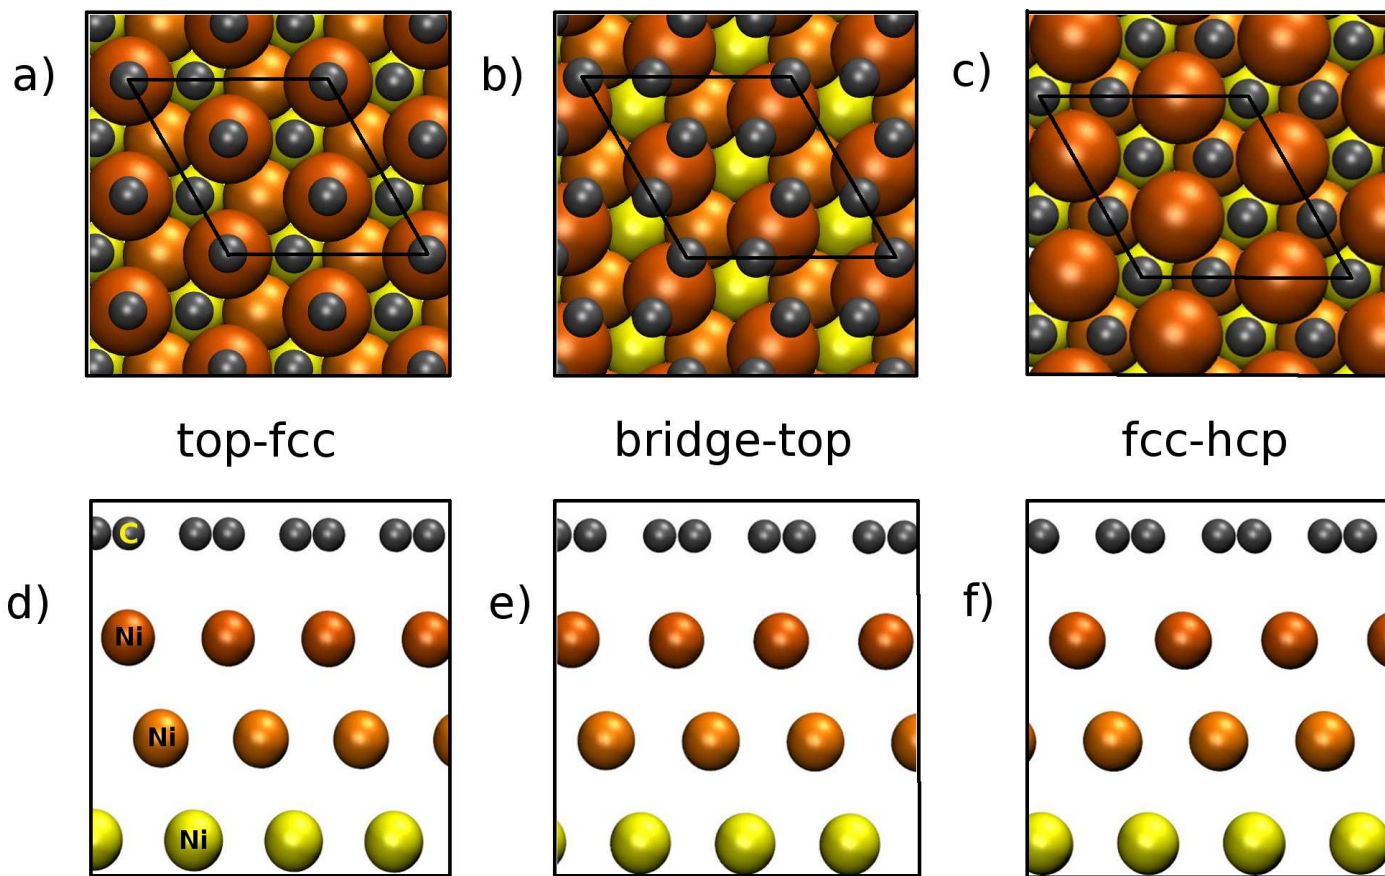 a)
b)
c)
top-fcc
bridge-top
fcc-hcp
C
d)
e)
f)
Ni
Ni
Ni